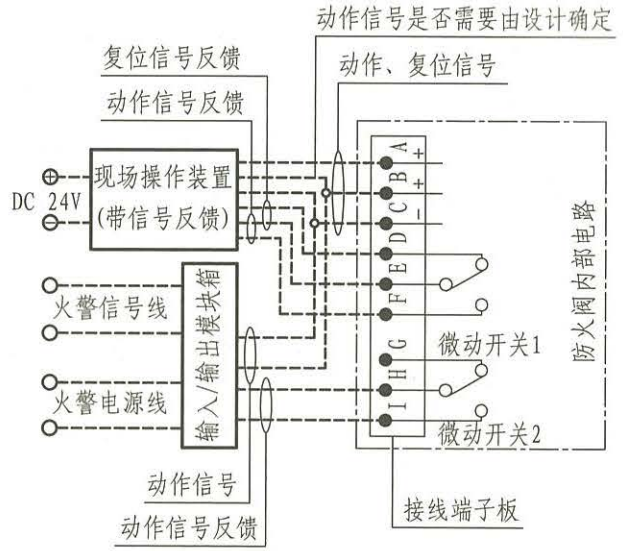 动作信号是否需要由设计确定
复位信号反馈
动作、复位信号
动作信号反馈
DC 24V
现场操作装置
(带信号反馈)
A
+
B
+
C
−
D
E
F
G
H
I
防火阀内部电路
火警信号线
输入/输出模块箱
火警电源线
微动开关1
微动开关2
动作信号
动作信号反馈
接线端子板